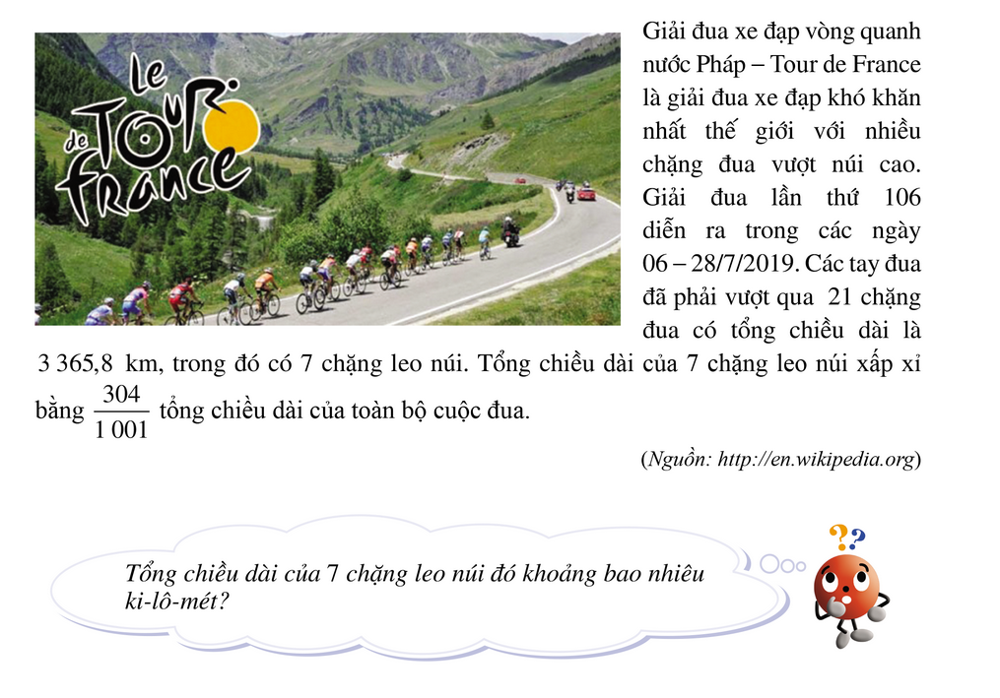 Le
TOUR
de
FRANCE
Giải đua xe đạp vòng quanh
nước Pháp – Tour de France
là giải đua xe đạp khó khăn
nhất thế giới với nhiều
chặng đua vượt núi cao.
Giải đua lần thứ 106
diễn ra trong các ngày
06 – 28/7/2019. Các tay đua
đã phải vượt qua 21 chặng
đua có tổng chiều dài là
3 365,8 km, trong đó có 7 chặng leo núi. Tổng chiều dài của 7 chặng leo núi xấp xỉ
bằng 304/1 001 tổng chiều dài của toàn bộ cuộc đua.
(Nguồn: http://en.wikipedia.org)
??
Tổng chiều dài của 7 chặng leo núi đó khoảng bao nhiêu
ki-lô-mét?